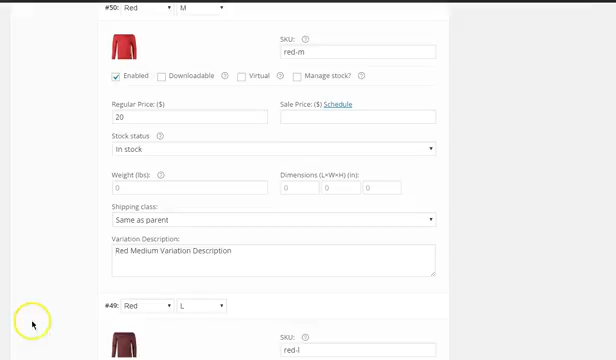 #50: Red M
SKU:
red-m
Enabled Downloadable Virtual Manage stock?
Regular Price: ($) Sale Price: ($) Schedule
20
Stock status
In stock
Weight (lbs): Dimensions (L×W×H) (in):
0 0 0 0
Shipping class:
Same as parent
Variation Description:
Red Medium Variation Description
#49: Red L
SKU:
red-l